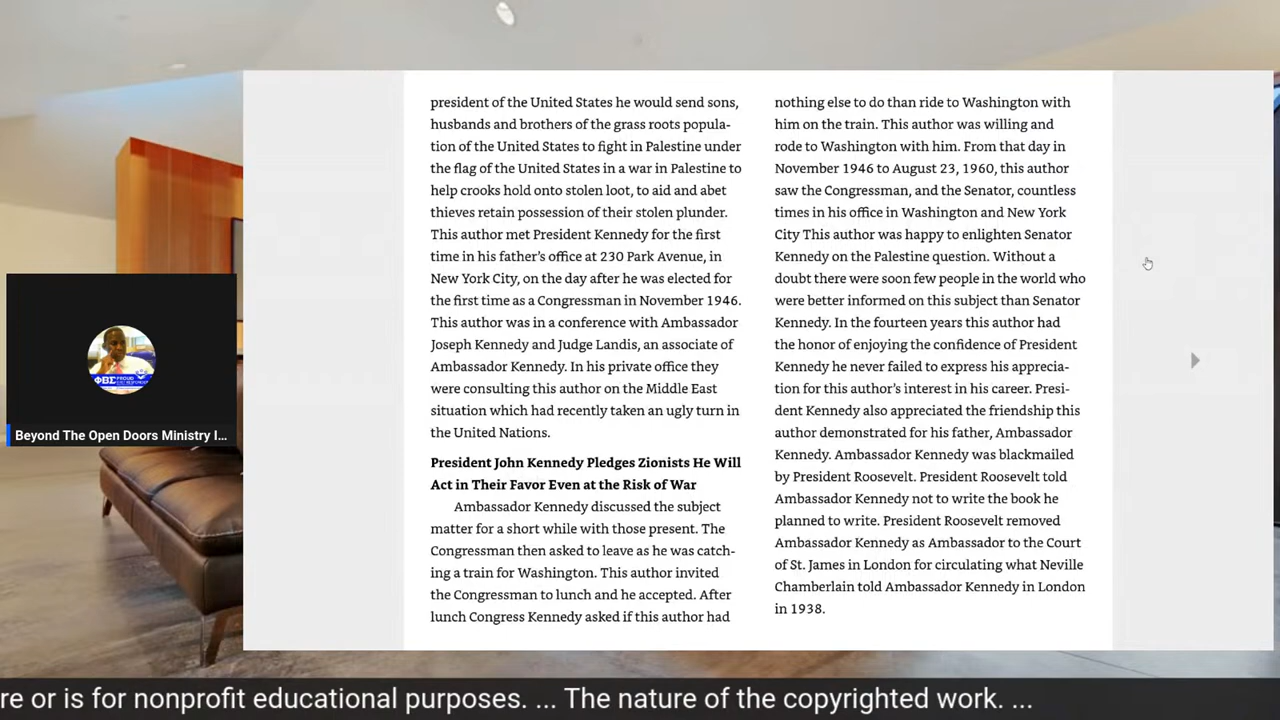 president of the United States he would send sons,
husbands and brothers of the grass roots popula-
tion of the United States to fight in Palestine under
the flag of the United States in a war in Palestine to
help crooks hold onto stolen loot, to aid and abet
thieves retain possession of their stolen plunder.
This author met President Kennedy for the first
time in his father's office at 230 Park Avenue, in
New York City, on the day after he was elected for
the first time as a Congressman in November 1946.
This author was in a conference with Ambassador
Joseph Kennedy and Judge Landis, an associate of
Ambassador Kennedy. In his private office they
were consulting this author on the Middle East
situation which had recently taken an ugly turn in
the United Nations.
President John Kennedy Pledges Zionists He Will
Act in Their Favor Even at the Risk of War
Ambassador Kennedy discussed the subject
matter for a short while with those present. The
Congressman then asked to leave as he was catch-
ing a train for Washington. This author invited
the Congressman to lunch and he accepted. After
lunch Congress Kennedy asked if this author had
nothing else to do than ride to Washington with
him on the train. This author was willing and
rode to Washington with him. From that day in
November 1946 to August 23, 1960, this author
saw the Congressman, and the Senator, countless
times in his office in Washington and New York
City This author was happy to enlighten Senator
Kennedy on the Palestine question. Without a
doubt there were soon few people in the world who
were better informed on this subject than Senator
Kennedy. In the fourteen years this author had
the honor of enjoying the confidence of President
Kennedy he never failed to express his apprecia-
tion for this author's interest in his career. Presi-
dent Kennedy also appreciated the friendship this
author demonstrated for his father, Ambassador
Kennedy. Ambassador Kennedy was blackmailed
by President Roosevelt. President Roosevelt told
Ambassador Kennedy not to write the book he
planned to write. President Roosevelt removed
Ambassador Kennedy as Ambassador to the Court
of St. James in London for circulating what Neville
Chamberlain told Ambassador Kennedy in London
in 1938.
ΦΒΣ PROUD
Beyond The Open Doors Ministry I...
re or is for nonprofit educational purposes. ... The nature of the copyrighted work. ...